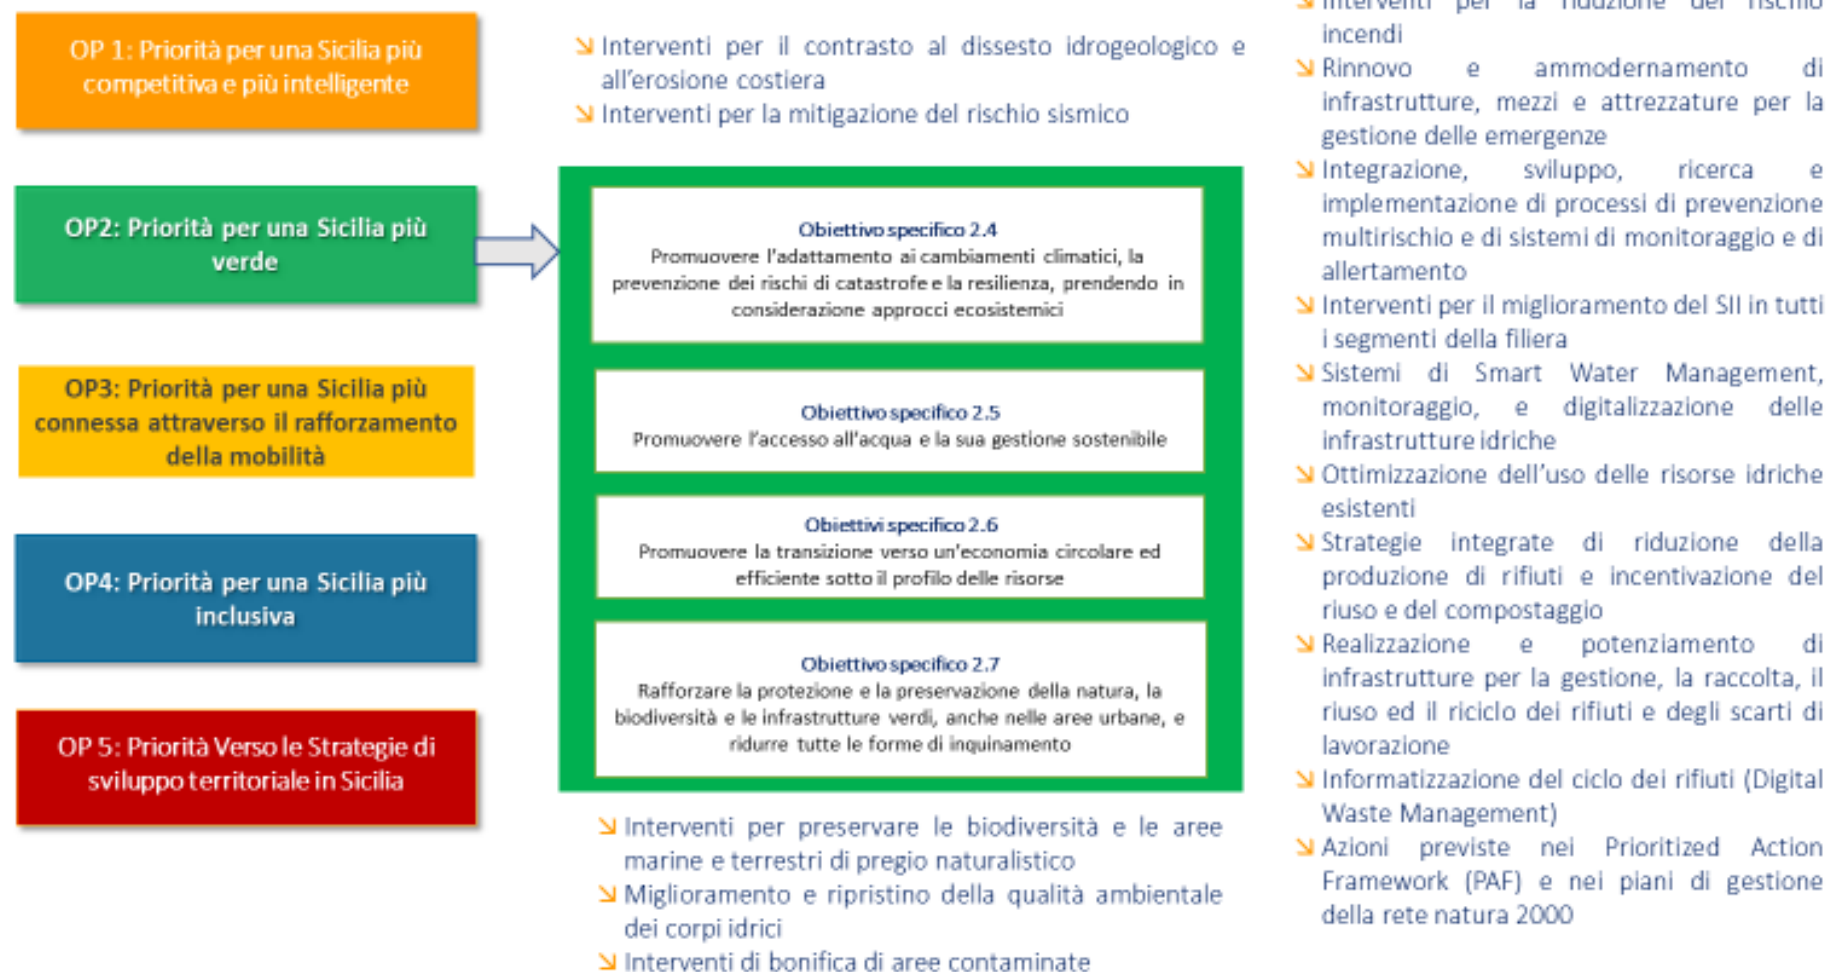 OP 1: Priorità per una Sicilia più
competitiva e più intelligente
OP2: Priorità per una Sicilia più
verde
OP3: Priorità per una Sicilia più
connessa attraverso il rafforzamento
della mobilità
OP4: Priorità per una Sicilia più
inclusiva
OP 5: Priorità Verso le Strategie di
sviluppo territoriale in Sicilia
Interventi per il contrasto al dissesto idrogeologico e
all'erosione costiera
Interventi per la mitigazione del rischio sismico
Obiettivo specifico 2.4
Promuovere l'adattamento ai cambiamenti climatici, la
prevenzione dei rischi di catastrofe e la resilienza, prendendo in
considerazione approcci ecosistemici
Obiettivo specifico 2.5
Promuovere l'accesso all'acqua e la sua gestione sostenibile
Obiettivi specifico 2.6
Promuovere la transizione verso un'economia circolare ed
efficiente sotto il profilo delle risorse
Obiettivo specifico 2.7
Rafforzare la protezione e la preservazione della natura, la
biodiversità e le infrastrutture verdi, anche nelle aree urbane, e
ridurre tutte le forme di inquinamento
Interventi per preservare le biodiversità e le aree
marine e terrestri di pregio naturalistico
Miglioramento e ripristino della qualità ambientale
dei corpi idrici
Interventi di bonifica di aree contaminate
Interventi per la riduzione del rischio
incendi
Rinnovo e ammodernamento di
infrastrutture, mezzi e attrezzature per la
gestione delle emergenze
Integrazione, sviluppo, ricerca e
implementazione di processi di prevenzione
multirischio e di sistemi di monitoraggio e di
allertamento
Interventi per il miglioramento del SII in tutti
i segmenti della filiera
Sistemi di Smart Water Management,
monitoraggio, e digitalizzazione delle
infrastrutture idriche
Ottimizzazione dell'uso delle risorse idriche
esistenti
Strategie integrate di riduzione della
produzione di rifiuti e incentivazione del
riuso e del compostaggio
Realizzazione e potenziamento di
infrastrutture per la gestione, la raccolta, il
riuso ed il riciclo dei rifiuti e degli scarti di
lavorazione
Informatizzazione del ciclo dei rifiuti (Digital
Waste Management)
Azioni previste nei Prioritized Action
Framework (PAF) e nei piani di gestione
della rete natura 2000